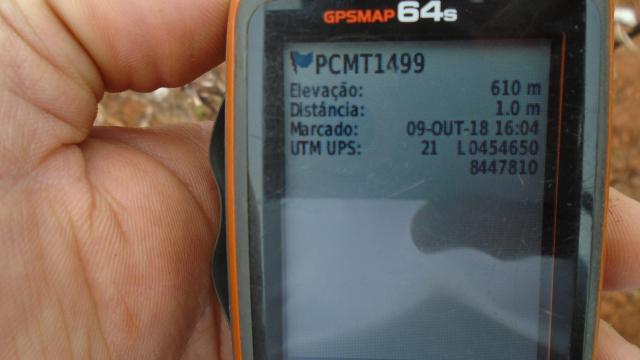 GPSMAP 64s
PCMT1499
Elevação: 610 m
Distância: 1.0 m
Marcado: 09-OUT-18 16:04
UTM UPS: 21 L 0454650
8447810